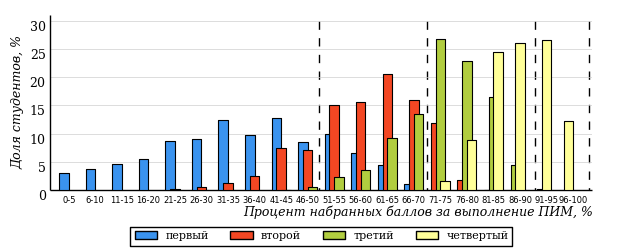 Доля студентов, %
30
25
20
15
10
5
0
0-5 6-10 11-15 16-20 21-25 26-30 31-35 36-40 41-45 46-50 51-55 56-60 61-65 66-70 71-75 76-80 81-85 86-90 91-95 96-100
Процент набранных баллов за выполнение ПИМ, %
первый второй третий четвертый